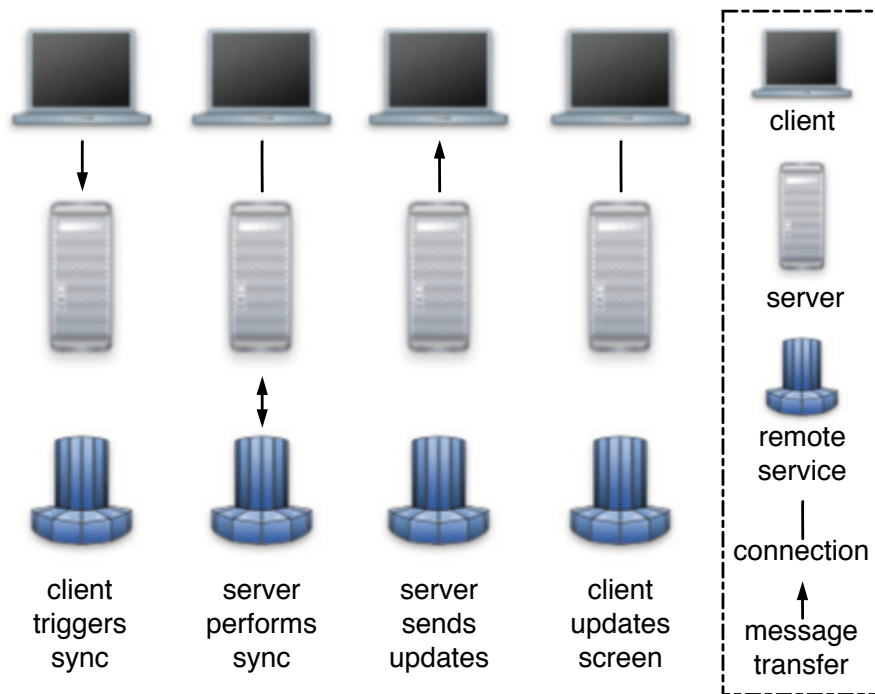 client
triggers
sync
server
performs
sync
server
sends
updates
client
updates
screen
client
server
remote
service
connection
message
transfer